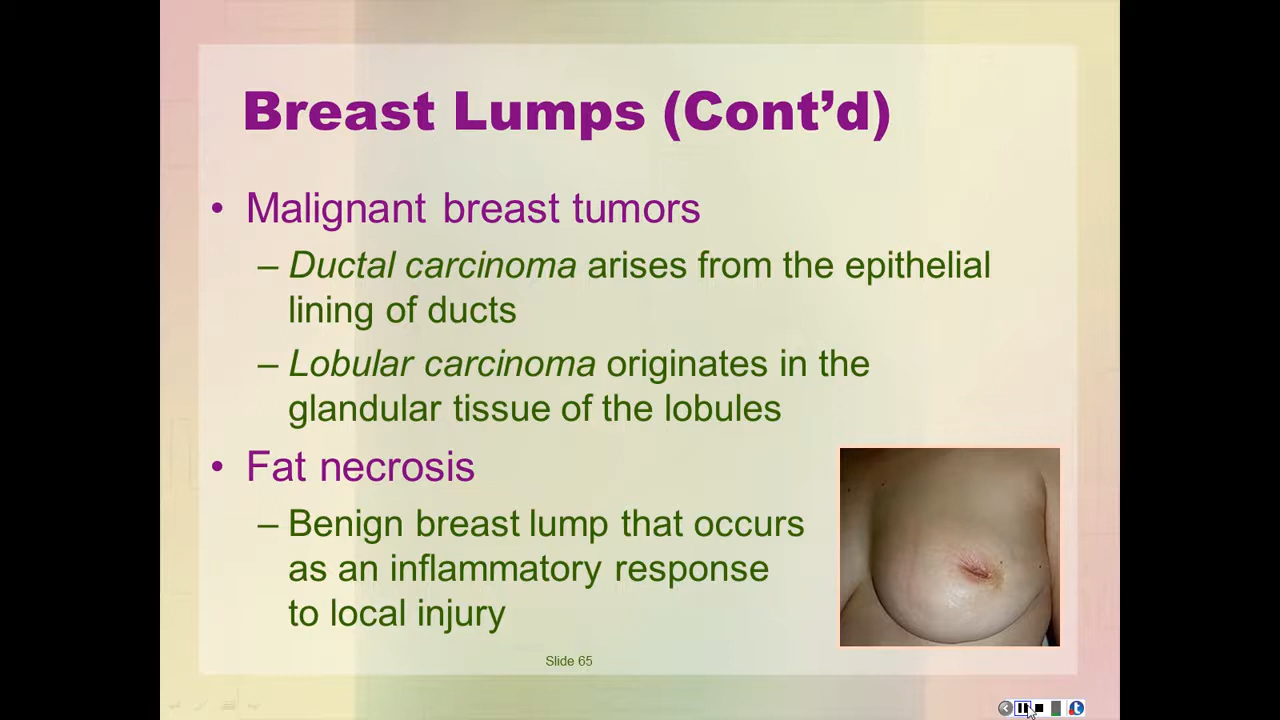 Breast Lumps (Cont’d)
• Malignant breast tumors
– Ductal carcinoma arises from the epithelial
lining of ducts
– Lobular carcinoma originates in the
glandular tissue of the lobules
• Fat necrosis
– Benign breast lump that occurs
as an inflammatory response
to local injury
Slide 65